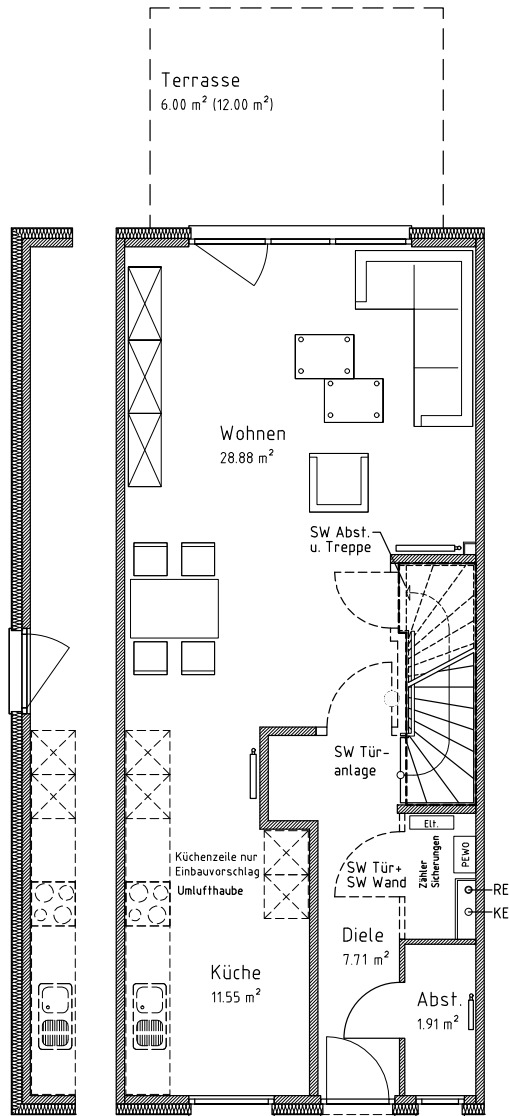 Terrasse
6.00 m² (12.00 m²)
Wohnen
28.88 m²
SW Abst.
u. Treppe
SW Tür-
anlage
Elt.
Küchenzeile nur
Einbauvorschlag
Umlufthaube
SW Tür+
SW Wand
Zähler
Sicherungen
PEWO
RE
KE
Diele
7.71 m²
Küche
11.55 m²
Abst.
1.91 m²